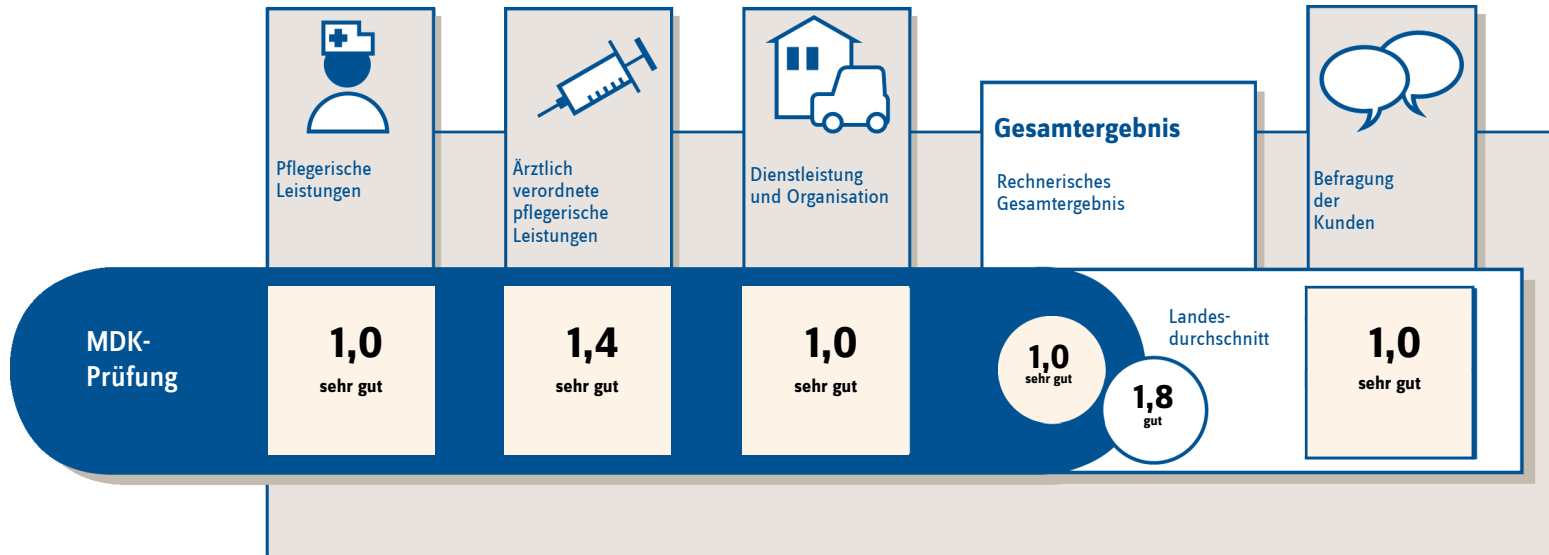 Pflegerische
Leistungen
Ärztlich
verordnete
pflegerische
Leistungen
Dienstleistung
und Organisation
Gesamtergebnis
Rechnerisches
Gesamtergebnis
Befragung
der
Kunden
MDK-
Prüfung
1,0
sehr gut
1,4
sehr gut
1,0
sehr gut
1,0
sehr gut
Landes-
durchschnitt
1,8
gut
1,0
sehr gut